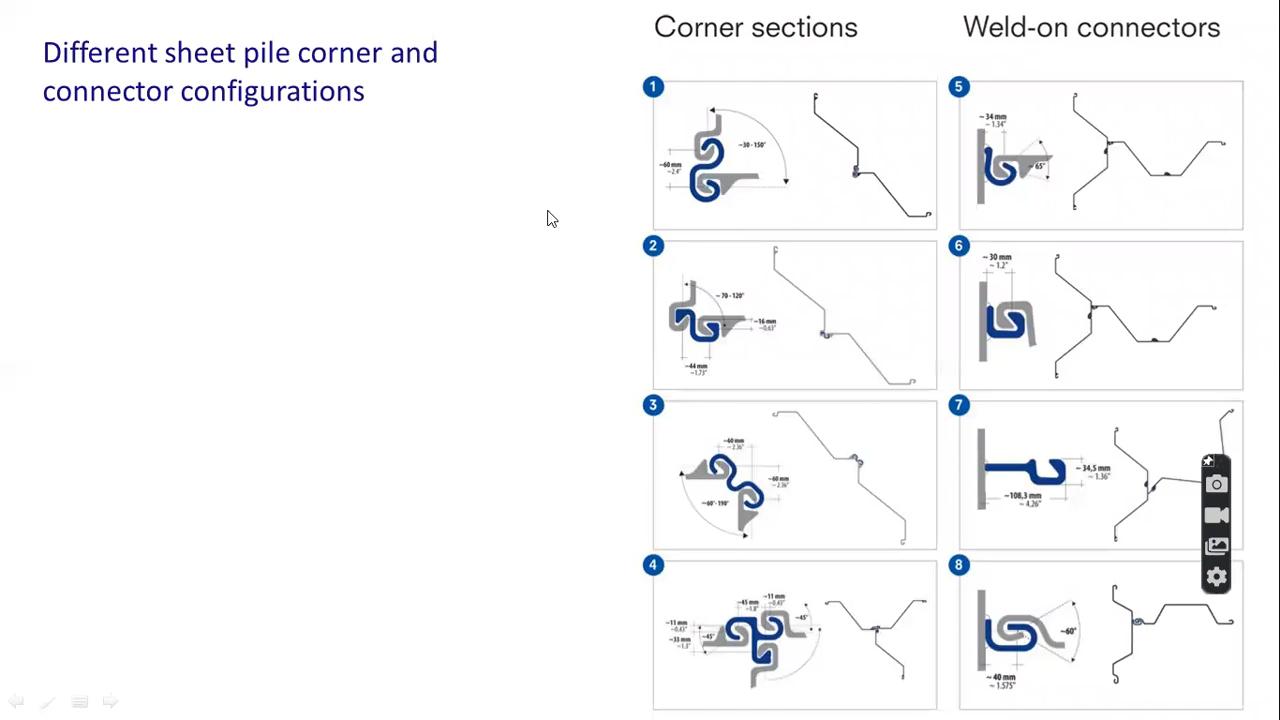 Different sheet pile corner and
connector configurations
Corner sections
1
~30 - 150°
~60 mm
~2.4"
2
~ 70 - 120°
~16 mm
~0.63"
~44 mm
~1.73"
3
~60 mm
~2.36"
~60 mm
~2.36"
~60°- 190°
4
~45 mm
~1.8"
~11 mm
~0.43"
~45°
~11 mm
~0.43"
~33 mm
~1.3"
~45°
Weld-on connectors
5
~ 34 mm
~ 1.34"
~ 65°
6
~ 30 mm
~ 1.2"
7
~ 34,5 mm
~ 1.36"
~108,3 mm
~ 4.26"
8
~60°
~ 40 mm
~ 1.575"